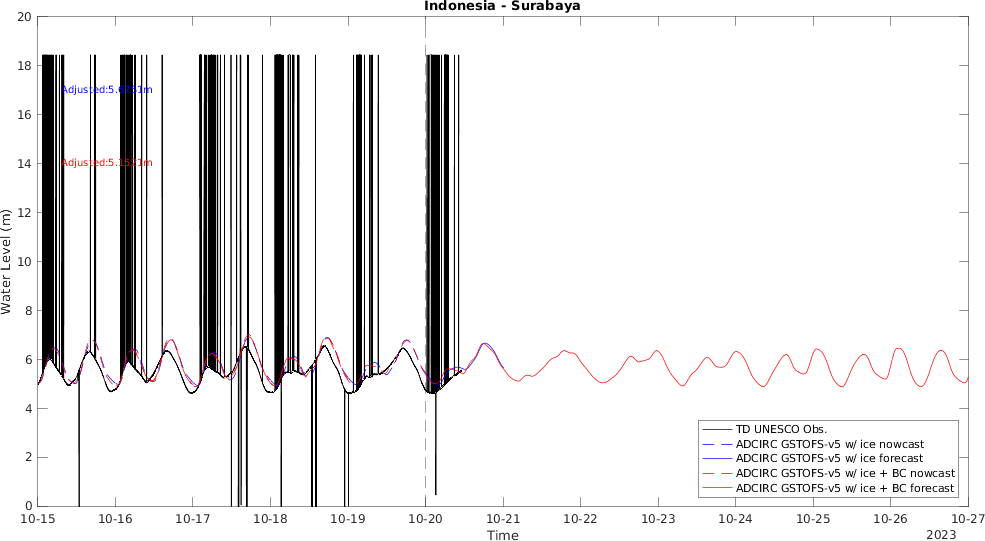 Indonesia - Surabaya
20
18
16
14
12
10
8
6
4
2
0
Water Level (m)
Adjusted:
Adjusted:
TD UNESCO Obs.
ADCIRC GSTOFS-v5 w/ ice nowcast
ADCIRC GSTOFS-v5 w/ ice forecast
ADCIRC GSTOFS-v5 w/ ice + BC nowcast
ADCIRC GSTOFS-v5 w/ ice + BC forecast
10-15 10-16 10-17 10-18 10-19 10-20 10-21 10-22 10-23 10-24 10-25 10-26 10-27
2023
Time